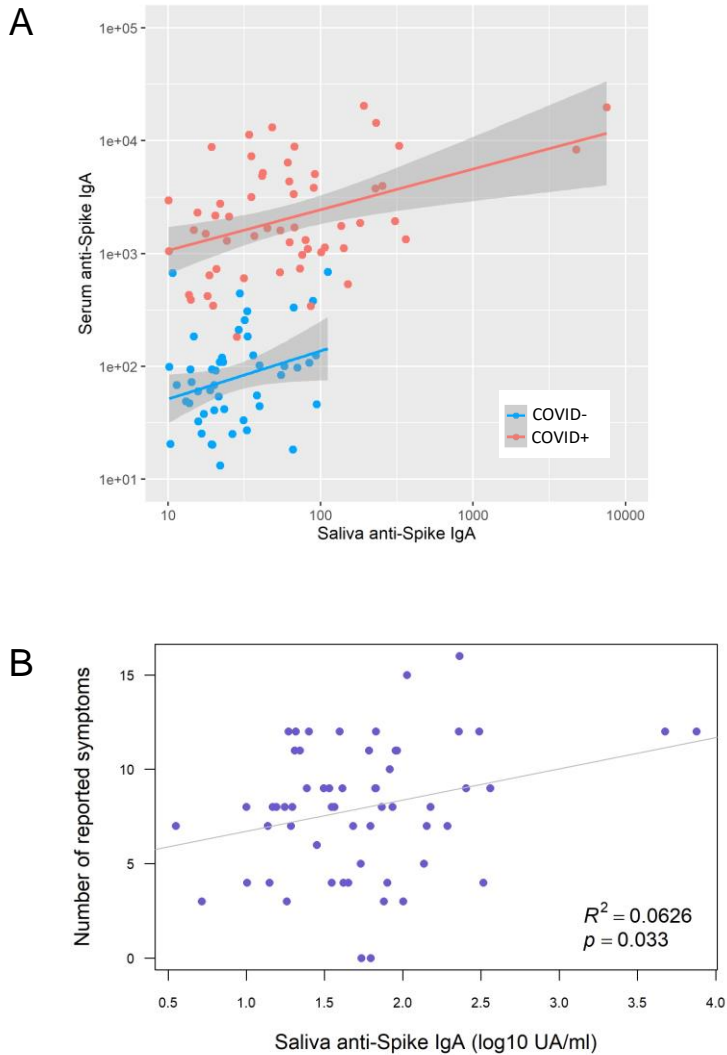 A
1e+05
1e+04
1e+03
1e+02
1e+01
Serum anti-Spike IgA
COVID-
COVID+
10 100 1000 10000
Saliva anti-Spike IgA
B
15
10
5
0
Number of reported symptoms
R² = 0.0626
p = 0.033
0.5 1.0 1.5 2.0 2.5 3.0 3.5 4.0
Saliva anti-Spike IgA (log10 UA/ml)